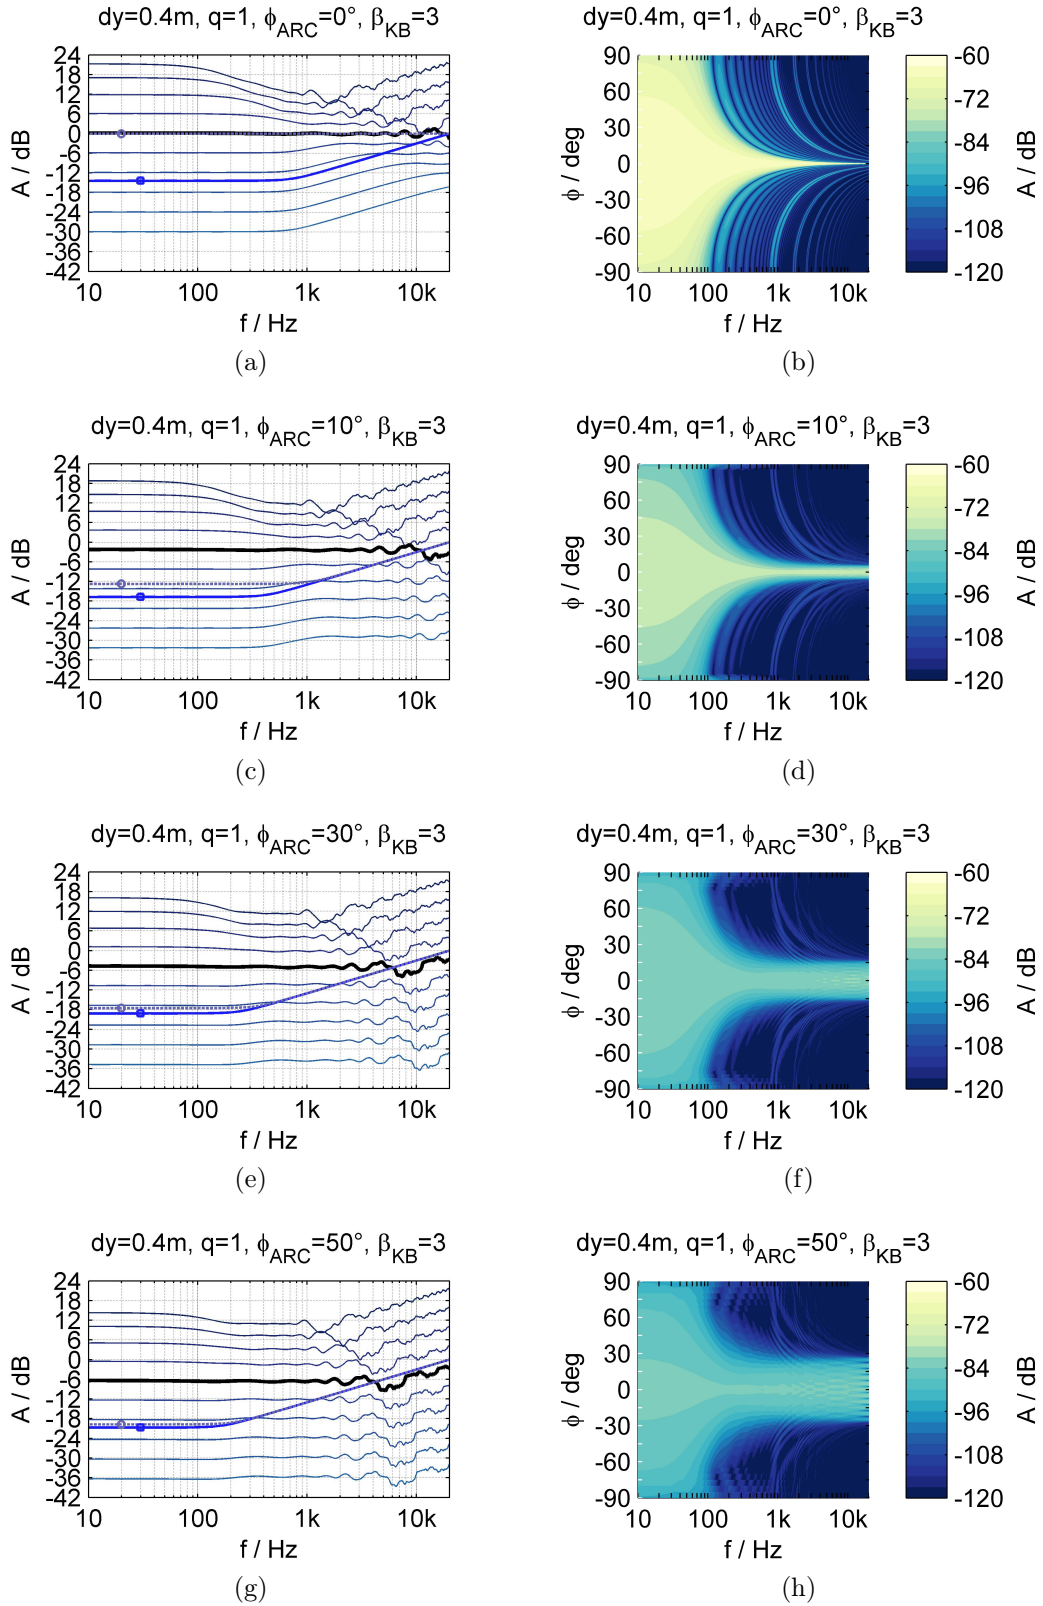 dy=0.4m, q=1, ϕARC=0°, βKB=3
24
18
12
6
0
-6
-12
-18
-24
-30
-36
-42
A / dB
10 100 1k 10k
f / Hz
(a)
dy=0.4m, q=1, ϕARC=0°, βKB=3
90
60
30
0
-30
-60
-90
ϕ / deg
10 100 1k 10k
f / Hz
-60
-72
-84
-96
-108
-120
A / dB
(b)
dy=0.4m, q=1, ϕARC=10°, βKB=3
24
18
12
6
0
-6
-12
-18
-24
-30
-36
-42
A / dB
10 100 1k 10k
f / Hz
(c)
dy=0.4m, q=1, ϕARC=10°, βKB=3
90
60
30
0
-30
-60
-90
ϕ / deg
10 100 1k 10k
f / Hz
-60
-72
-84
-96
-108
-120
A / dB
(d)
dy=0.4m, q=1, ϕARC=30°, βKB=3
24
18
12
6
0
-6
-12
-18
-24
-30
-36
-42
A / dB
10 100 1k 10k
f / Hz
(e)
dy=0.4m, q=1, ϕARC=30°, βKB=3
90
60
30
0
-30
-60
-90
ϕ / deg
10 100 1k 10k
f / Hz
-60
-72
-84
-96
-108
-120
A / dB
(f)
dy=0.4m, q=1, ϕARC=50°, βKB=3
24
18
12
6
0
-6
-12
-18
-24
-30
-36
-42
A / dB
10 100 1k 10k
f / Hz
(g)
dy=0.4m, q=1, ϕARC=50°, βKB=3
90
60
30
0
-30
-60
-90
ϕ / deg
10 100 1k 10k
f / Hz
-60
-72
-84
-96
-108
-120
A / dB
(h)